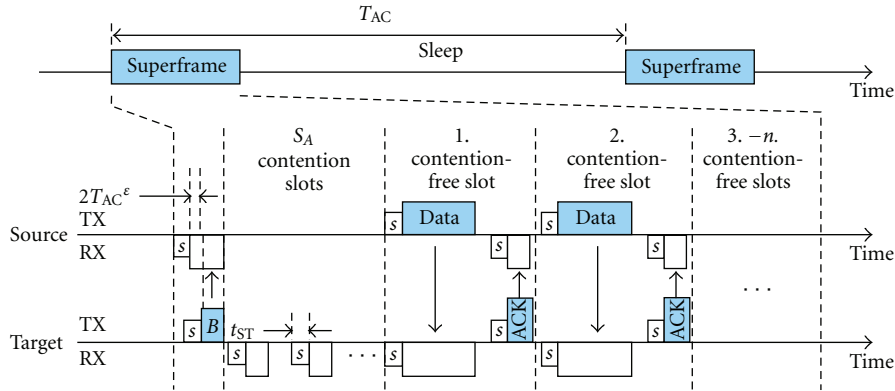 T_AC
Sleep
Superframe
Superframe
Time
S_A
contention
slots
1.
contention-
free slot
2.
contention-
free slot
3. –n.
contention-
free slots
2T_AC ε
TX
s
Data
s
Data
Source
RX
s
s
s
Time
. . .
TX
s
B
t_ST
s
ACK
s
ACK
Target
RX
s
s
. . .
s
s
Time